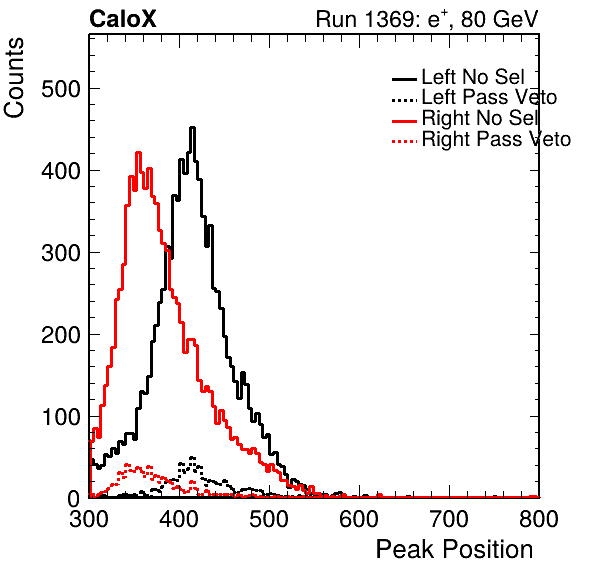 CaloX
Run 1369: e+, 80 GeV
Counts
Left No Sel
Left Pass Veto
Right No Sel
Right Pass Veto
500
400
300
200
100
0
300 400 500 600 700 800
Peak Position